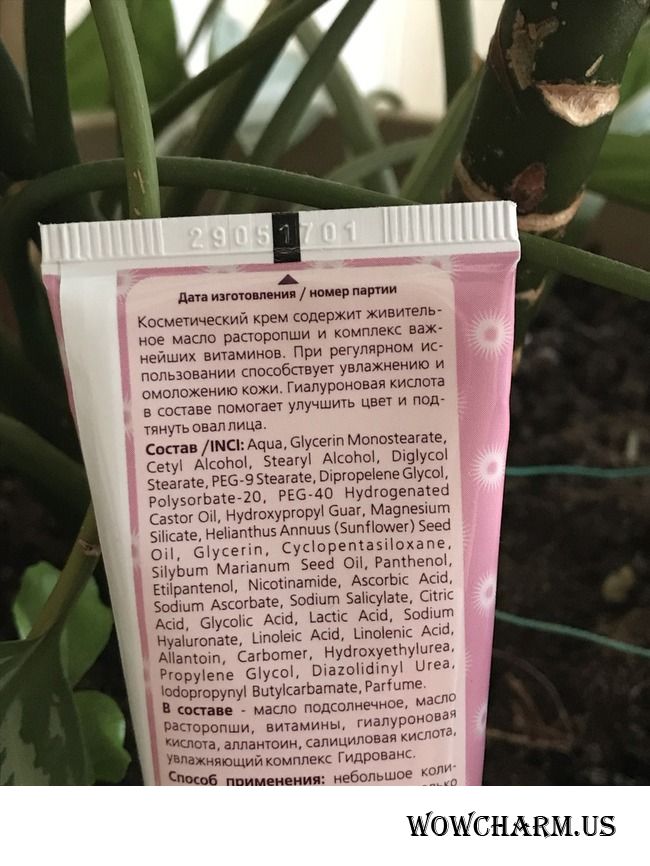 29051701
Дата изготовления / номер партии
Косметический крем содержит живитель-
ное масло расторопши и комплекс важ-
нейших витаминов. При регулярном ис-
пользовании способствует увлажнению и
омоложению кожи. Гиалуроновая кислота
в составе помогает улучшить цвет и под-
тянуть овал лица.
Состав /INCI: Aqua, Glycerin Monostearate,
Cetyl Alcohol, Stearyl Alcohol, Diglycol
Stearate, PEG-9 Stearate, Dipropelene Glycol,
Polysorbate-20, PEG-40 Hydrogenated
Castor Oil, Hydroxypropyl Guar, Magnesium
Silicate, Helianthus Annuus (Sunflower) Seed
Oil, Glycerin, Cyclopentasiloxane,
Silybum Marianum Seed Oil, Panthenol,
Etilpantenol, Nicotinamide, Ascorbic Acid,
Sodium Ascorbate, Sodium Salicylate, Citric
Acid, Glycolic Acid, Lactic Acid, Sodium
Hyaluronate, Linoleic Acid, Linolenic Acid,
Allantoin, Carbomer, Hydroxyethylurea,
Propylene Glycol, Diazolidinyl Urea,
Iodopropynyl Butylcarbamate, Parfume.
В составе - масло подсолнечное, масло
расторопши, витамины, гиалуроновая
кислота, аллантоин, салициловая кислота,
увлажняющий комплекс Гидрованс.
Способ применения: небольшое коли-
WOWCHARM.US